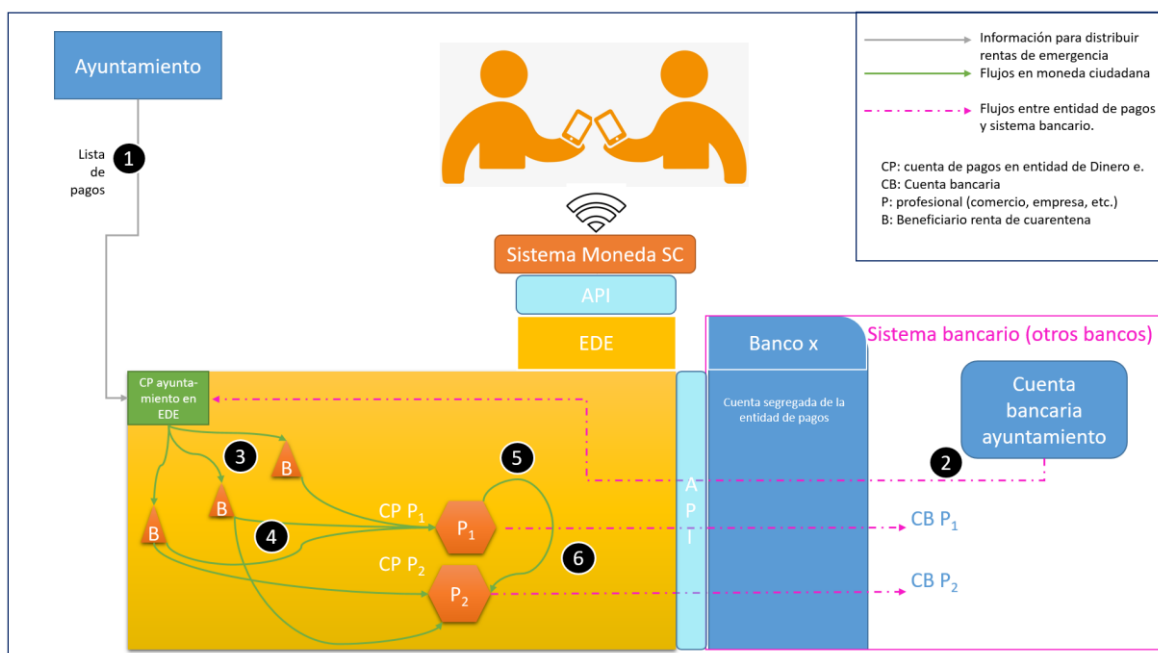 Ayuntamiento
1
Lista
de
pagos
Información para distribuir
rentas de emergencia
Flujos en moneda ciudadana
Flujos entre entidad de pagos
y sistema bancario.
CP: cuenta de pagos en entidad de Dinero e.
CB: Cuenta bancaria
P: profesional (comercio, empresa, etc.)
B: Beneficiario renta de cuarentena
Sistema Moneda SC
API
EDE
Banco x
Sistema bancario (otros bancos)
CP ayunta-
miento en
EDE
Cuenta segregada de la
entidad de pagos
Cuenta
bancaria
ayuntamiento
2
3
B
5
B
B
4
CP P1
P1
CB P1
CP P2
6
P2
CB P2
A
P
I